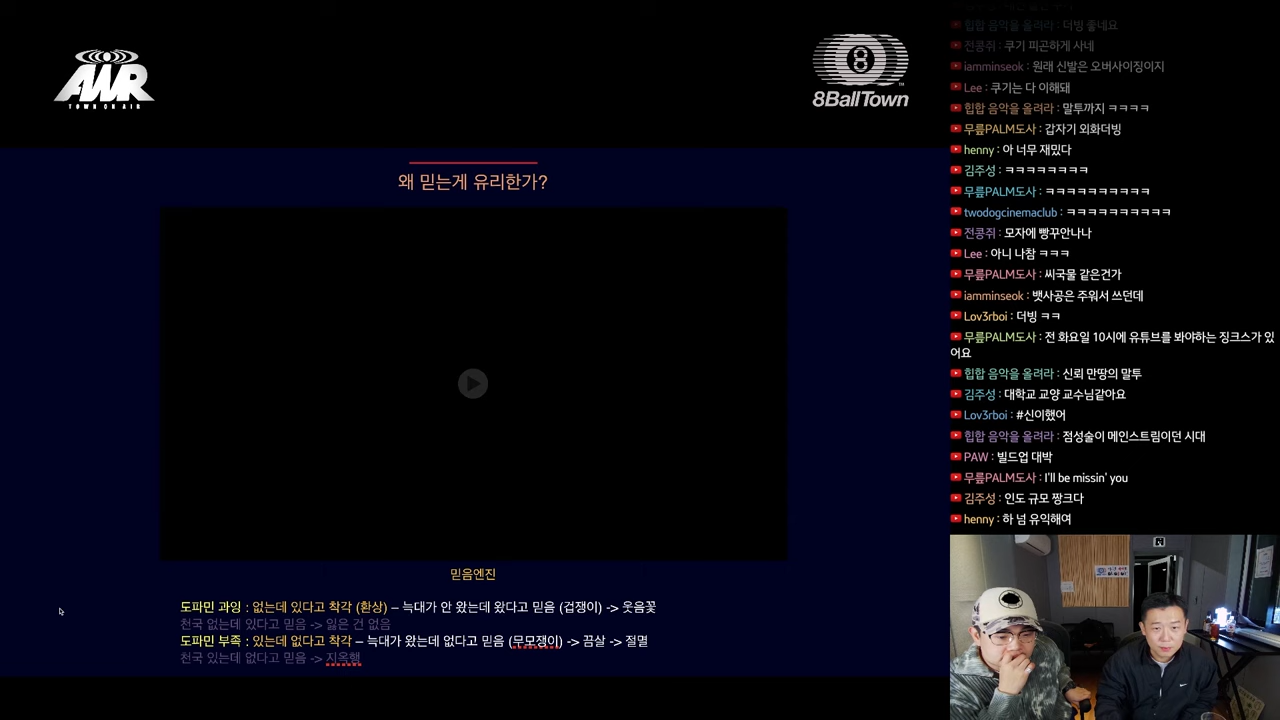 AIR
TOWN ON AIR
8
8BallTown
왜 믿는게 유리한가?
믿음엔진
도파민 과잉 : 없는데 있다고 착각 (환상) – 늑대가 안 왔는데 왔다고 믿음 (겁쟁이) -> 웃음꽃
천국 없는데 있다고 믿음 -> 잃은 건 없음
도파민 부족 : 있는데 없다고 착각 – 늑대가 왔는데 없다고 믿음 (무모쟁이) -> 끔살 -> 절멸
천국 있는데 없다고 믿음 -> 지옥행
힙합 음악을 올려라 : 더빙 좋네요
전콩쥐 : 쿠기 피곤하게 사네
iamminseok : 원래 신발은 오버사이징이지
Lee : 쿠기는 다 이해돼
힙합 음악을 올려라 : 말투까지 ㅋㅋㅋㅋ
무릎PALM도사 : 갑자기 외화더빙
henny : 아 너무 재밌다
김주성 : ㅋㅋㅋㅋㅋㅋㅋㅋ
무릎PALM도사 : ㅋㅋㅋㅋㅋㅋㅋㅋㅋㅋ
twodogcinemaclub : ㅋㅋㅋㅋㅋㅋㅋㅋㅋㅋ
전콩쥐 : 모자에 빵꾸안나나
Lee : 아니 나참 ㅋㅋㅋ
무릎PALM도사 : 씨국물 같은건가
iamminseok : 뱃사공은 주워서 쓰던데
Lov3rboi : 더빙 ㅋㅋ
무릎PALM도사 : 전 화요일 10시에 유튜브를 봐야하는 징크스가 있
어요
힙합 음악을 올려라 : 신뢰 만땅의 말투
김주성 : 대학교 교양 교수님같아요
Lov3rboi : #신이했어
힙합 음악을 올려라 : 점성술이 메인스트림이던 시대
PAW : 빌드업 대박
무릎PALM도사 : I'll be missin' you
김주성 : 인도 규모 짱크다
henny : 하 넘 유익해여